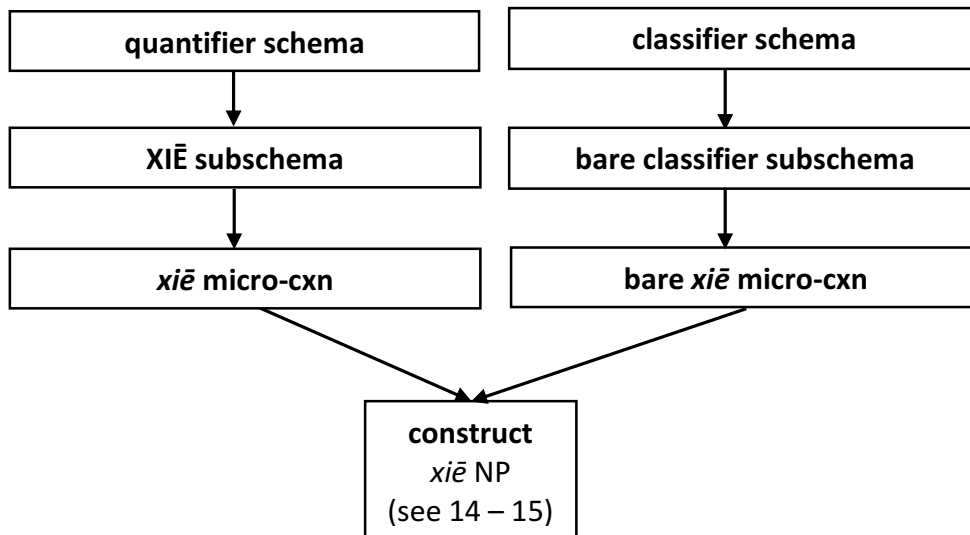 quantifier schema
classifier schema
XIĒ subschema
bare classifier subschema
xiē micro-cxn
bare xiē micro-cxn
construct
xiē NP
(see 14 – 15)